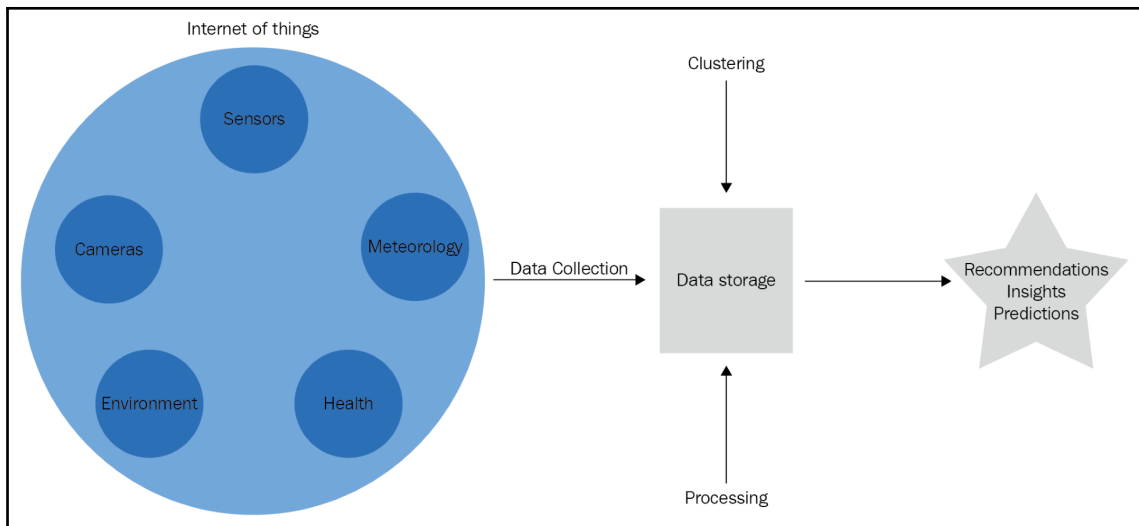 Internet of things
Sensors
Cameras
Meteorology
Environment
Health
Data Collection
Clustering
Data storage
Processing
Recommendations
Insights
Predictions